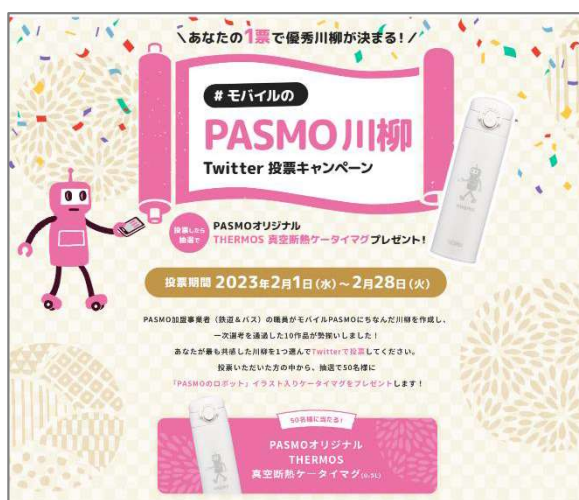 あなたの1票で優秀川柳が決まる!
#モバイルの
PASMO川柳
Twitter 投票キャンペーン
投票したら
抽選で
PASMOオリジナル
THERMOS 真空断熱ケータイマグプレゼント!
投票期間 2023年2月1日(水)~2月28日(火)
PASMO加盟事業者(鉄道&バス)の職員がモバイルPASMOにちなんだ川柳を作成し、
一次選考を通過した10作品が勢揃いしました!
あなたが最も共感した川柳を1つ選んでTwitterで投票してください。
投票いただいた方の中から、抽選で50名様に
「PASMOのロボット」イラスト入りケータイマグをプレゼントします!
50名様に当たる!
PASMOオリジナル
THERMOS
真空断熱ケータイマグ(0.5L)